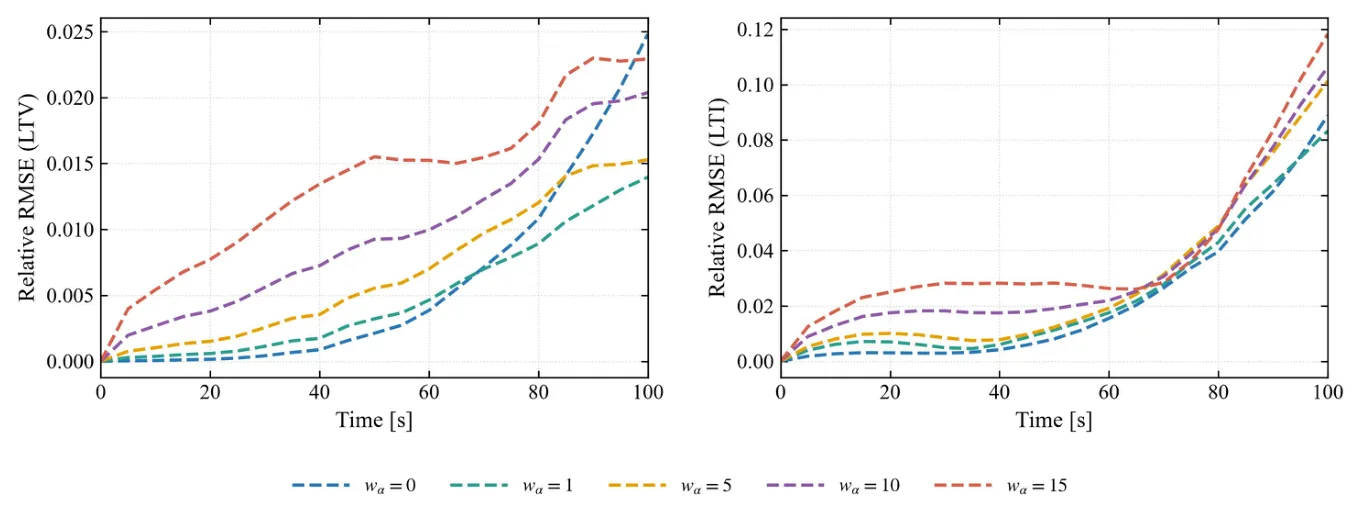 Relative RMSE (LTV)
0.025
0.020
0.015
0.010
0.005
0.000
0 20 40 60 80 100
Time [s]
Relative RMSE (LTI)
0.12
0.10
0.08
0.06
0.04
0.02
0.00
0 20 40 60 80 100
Time [s]
wα = 0 wα = 1 wα = 5 wα = 10 wα = 15